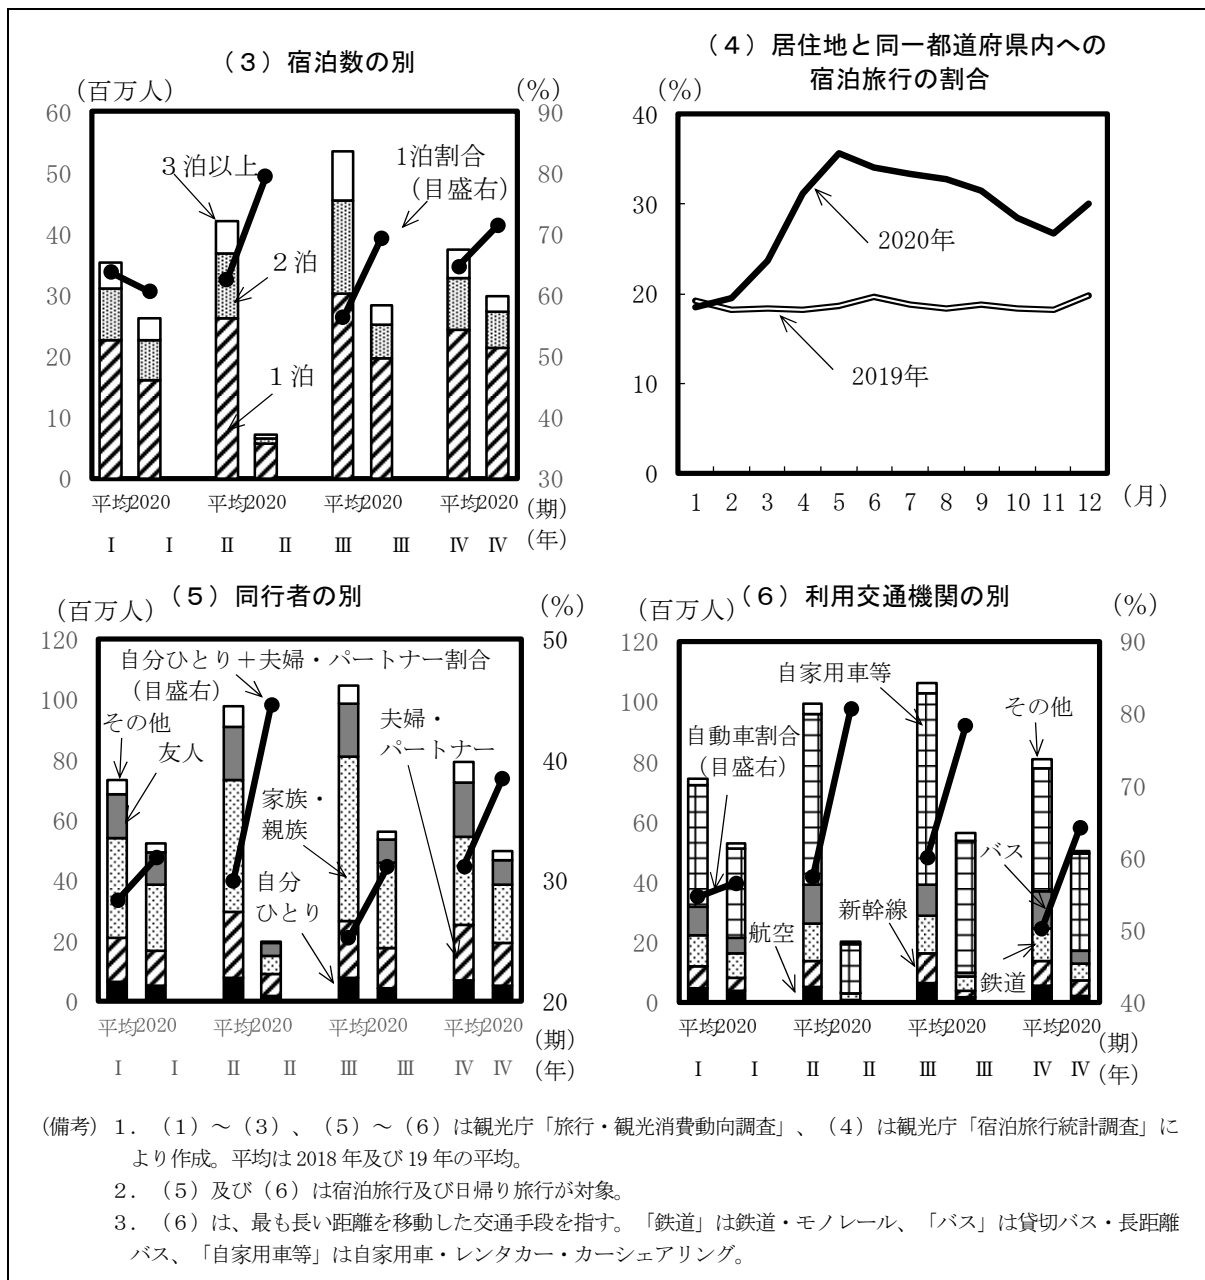 （3）宿泊数の別
（百万人）
（%）
60
50
40
30
20
10
0
90
80
70
60
50
40
30
3泊以上
1泊割合
（目盛右）
2泊
1泊
平均2020
平均2020
平均2020
平均2020
（期）
Ⅰ Ⅰ Ⅱ Ⅱ Ⅲ Ⅲ Ⅳ Ⅳ
（年）
（4）居住地と同一都道府県内への
宿泊旅行の割合
（%）
40
30
20
10
0
2020年
2019年
1 2 3 4 5 6 7 8 9 10 11 12
（月）
（5）同行者の別
（百万人）
（%）
120
100
80
60
40
20
0
50
40
30
20
自分ひとり＋夫婦・パートナー割合
（目盛右）
その他
友人
夫婦・
パートナー
家族・
親族
自分
ひとり
平均2020
平均2020
平均2020
平均2020
（期）
Ⅰ Ⅰ Ⅱ Ⅱ Ⅲ Ⅲ Ⅳ Ⅳ
（年）
（6）利用交通機関の別
（百万人）
（%）
120
100
80
60
40
20
0
90
80
70
60
50
40
自家用車等
その他
自動車割合
（目盛右）
バス
新幹線
航空
鉄道
平均2020
平均2020
平均2020
平均2020
（期）
Ⅰ Ⅰ Ⅱ Ⅱ Ⅲ Ⅲ Ⅳ Ⅳ
（年）
（備考）1．（1）～（3）、（5）～（6）は観光庁「旅行・観光消費動向調査」、（4）は観光庁「宿泊旅行統計調査」に
より作成。平均は2018年及び19年の平均。
2．（5）及び（6）は宿泊旅行及び日帰り旅行が対象。
3．（6）は、最も長い距離を移動した交通手段を指す。「鉄道」は鉄道・モノレール、「バス」は貸切バス・長距離
バス、「自家用車等」は自家用車・レンタカー・カーシェアリング。